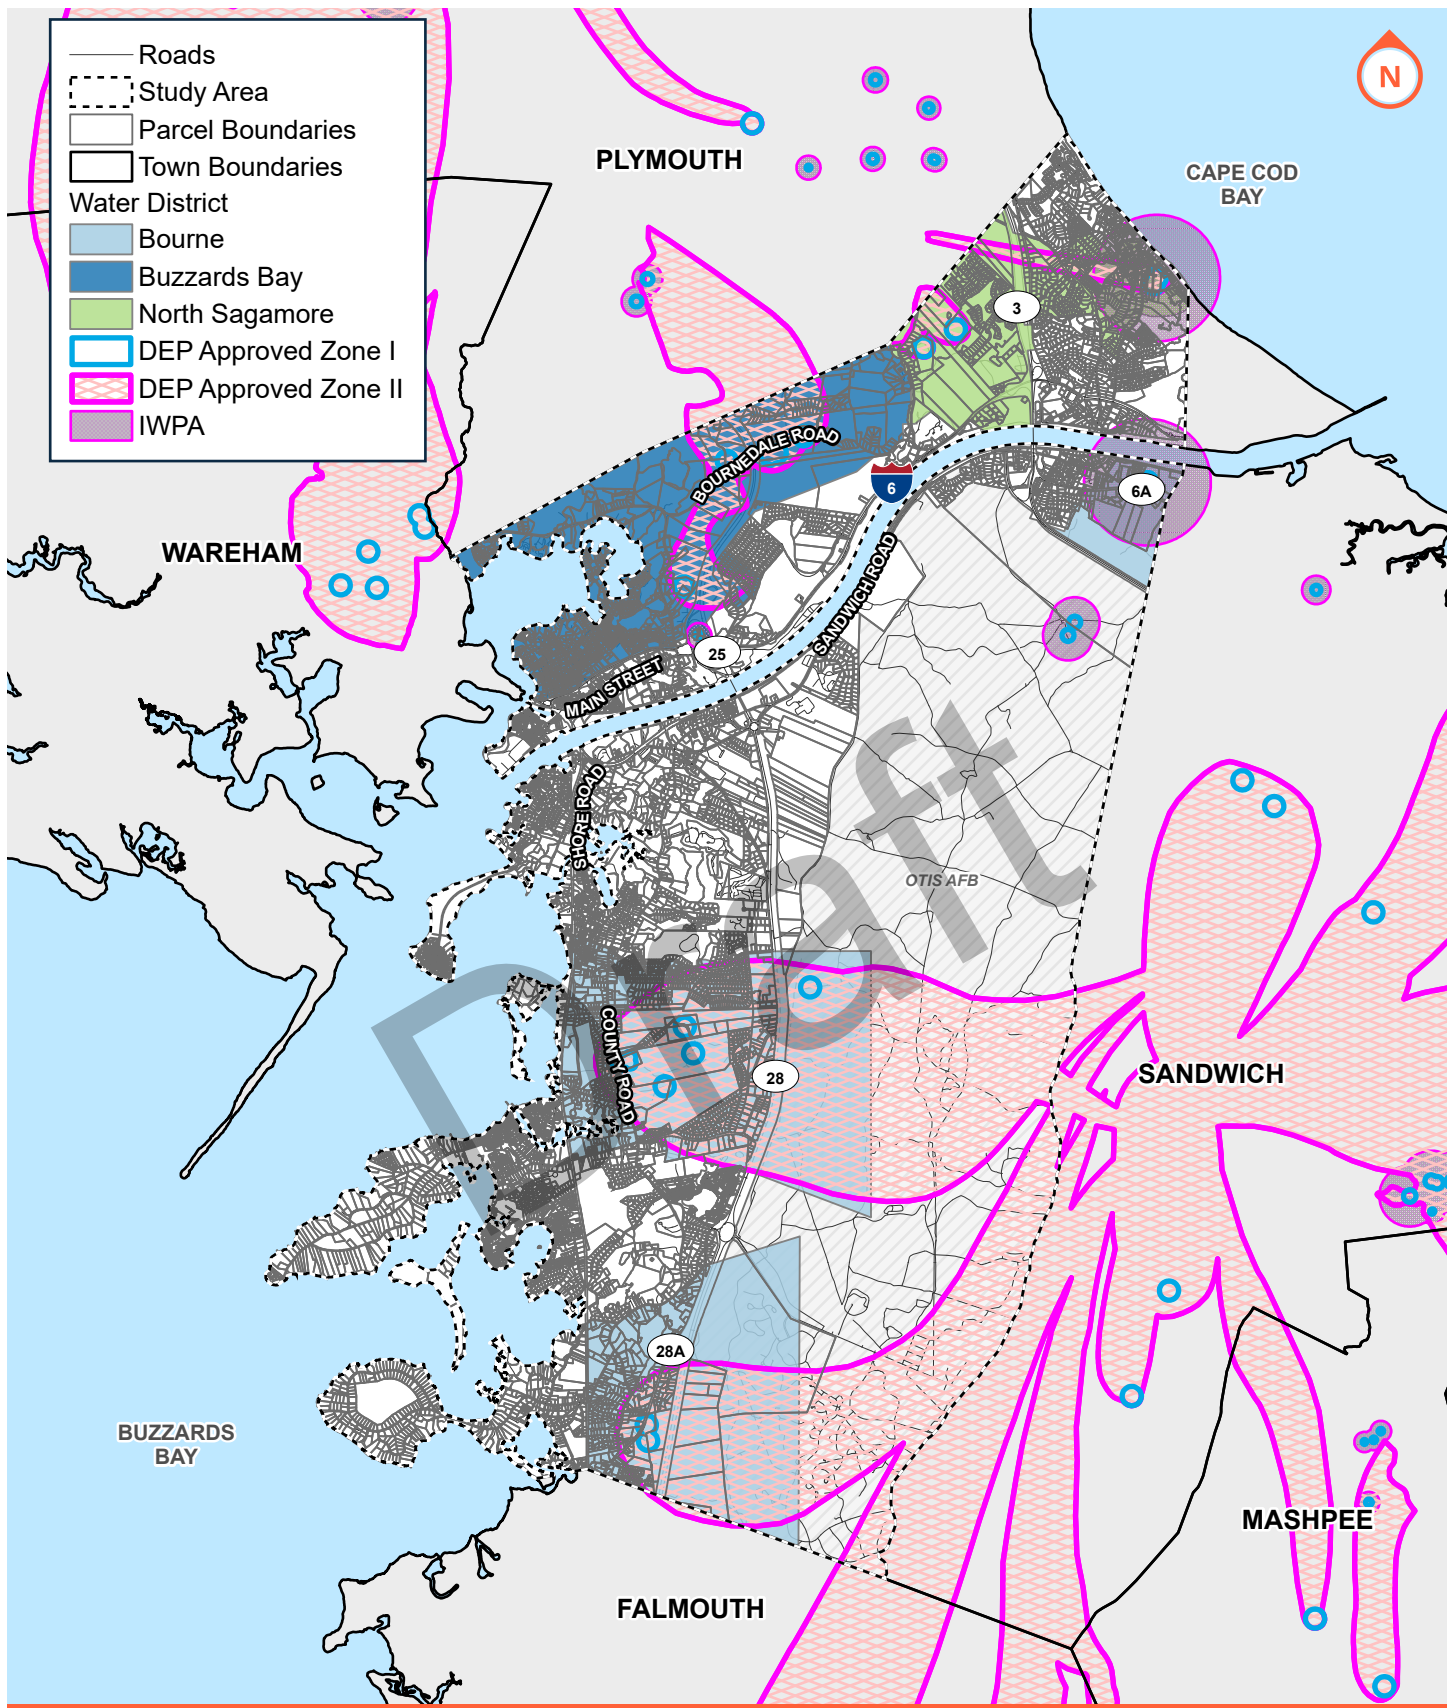 Roads
Study Area
Parcel Boundaries
Town Boundaries
Water District
Bourne
Buzzards Bay
North Sagamore
DEP Approved Zone I
DEP Approved Zone II
IWPA
N
PLYMOUTH
CAPE COD
BAY
3
BOURNEDALE ROAD
6
6A
WAREHAM
SANDWICH ROAD
25
MAIN STREET
SHORE ROAD
OTIS AFB
Draft
COUNTY ROAD
28
SANDWICH
28A
BUZZARDS
BAY
MASHPEE
FALMOUTH